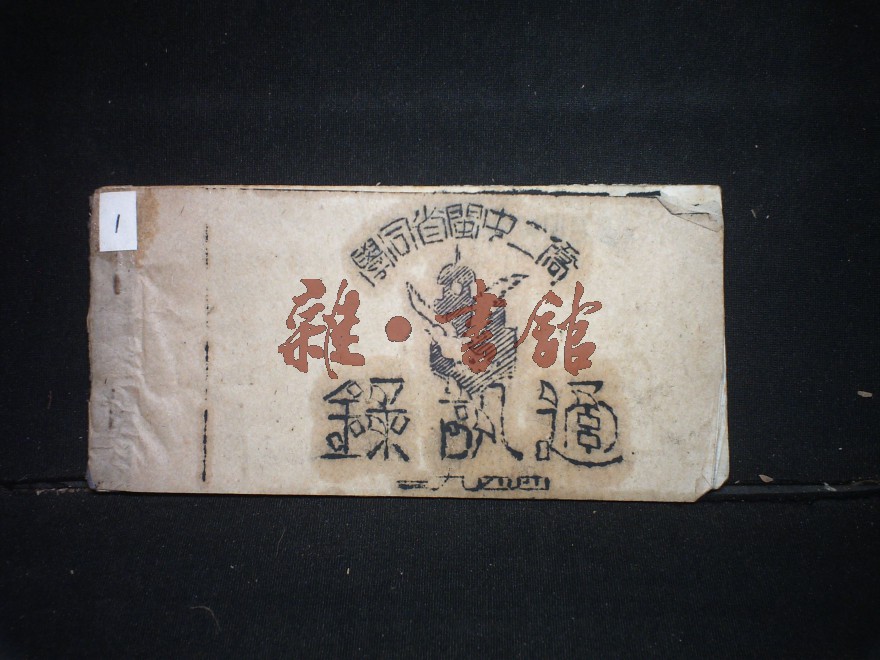 1
僑二中閩省同學
雜·書館
通訊錄
一九四四